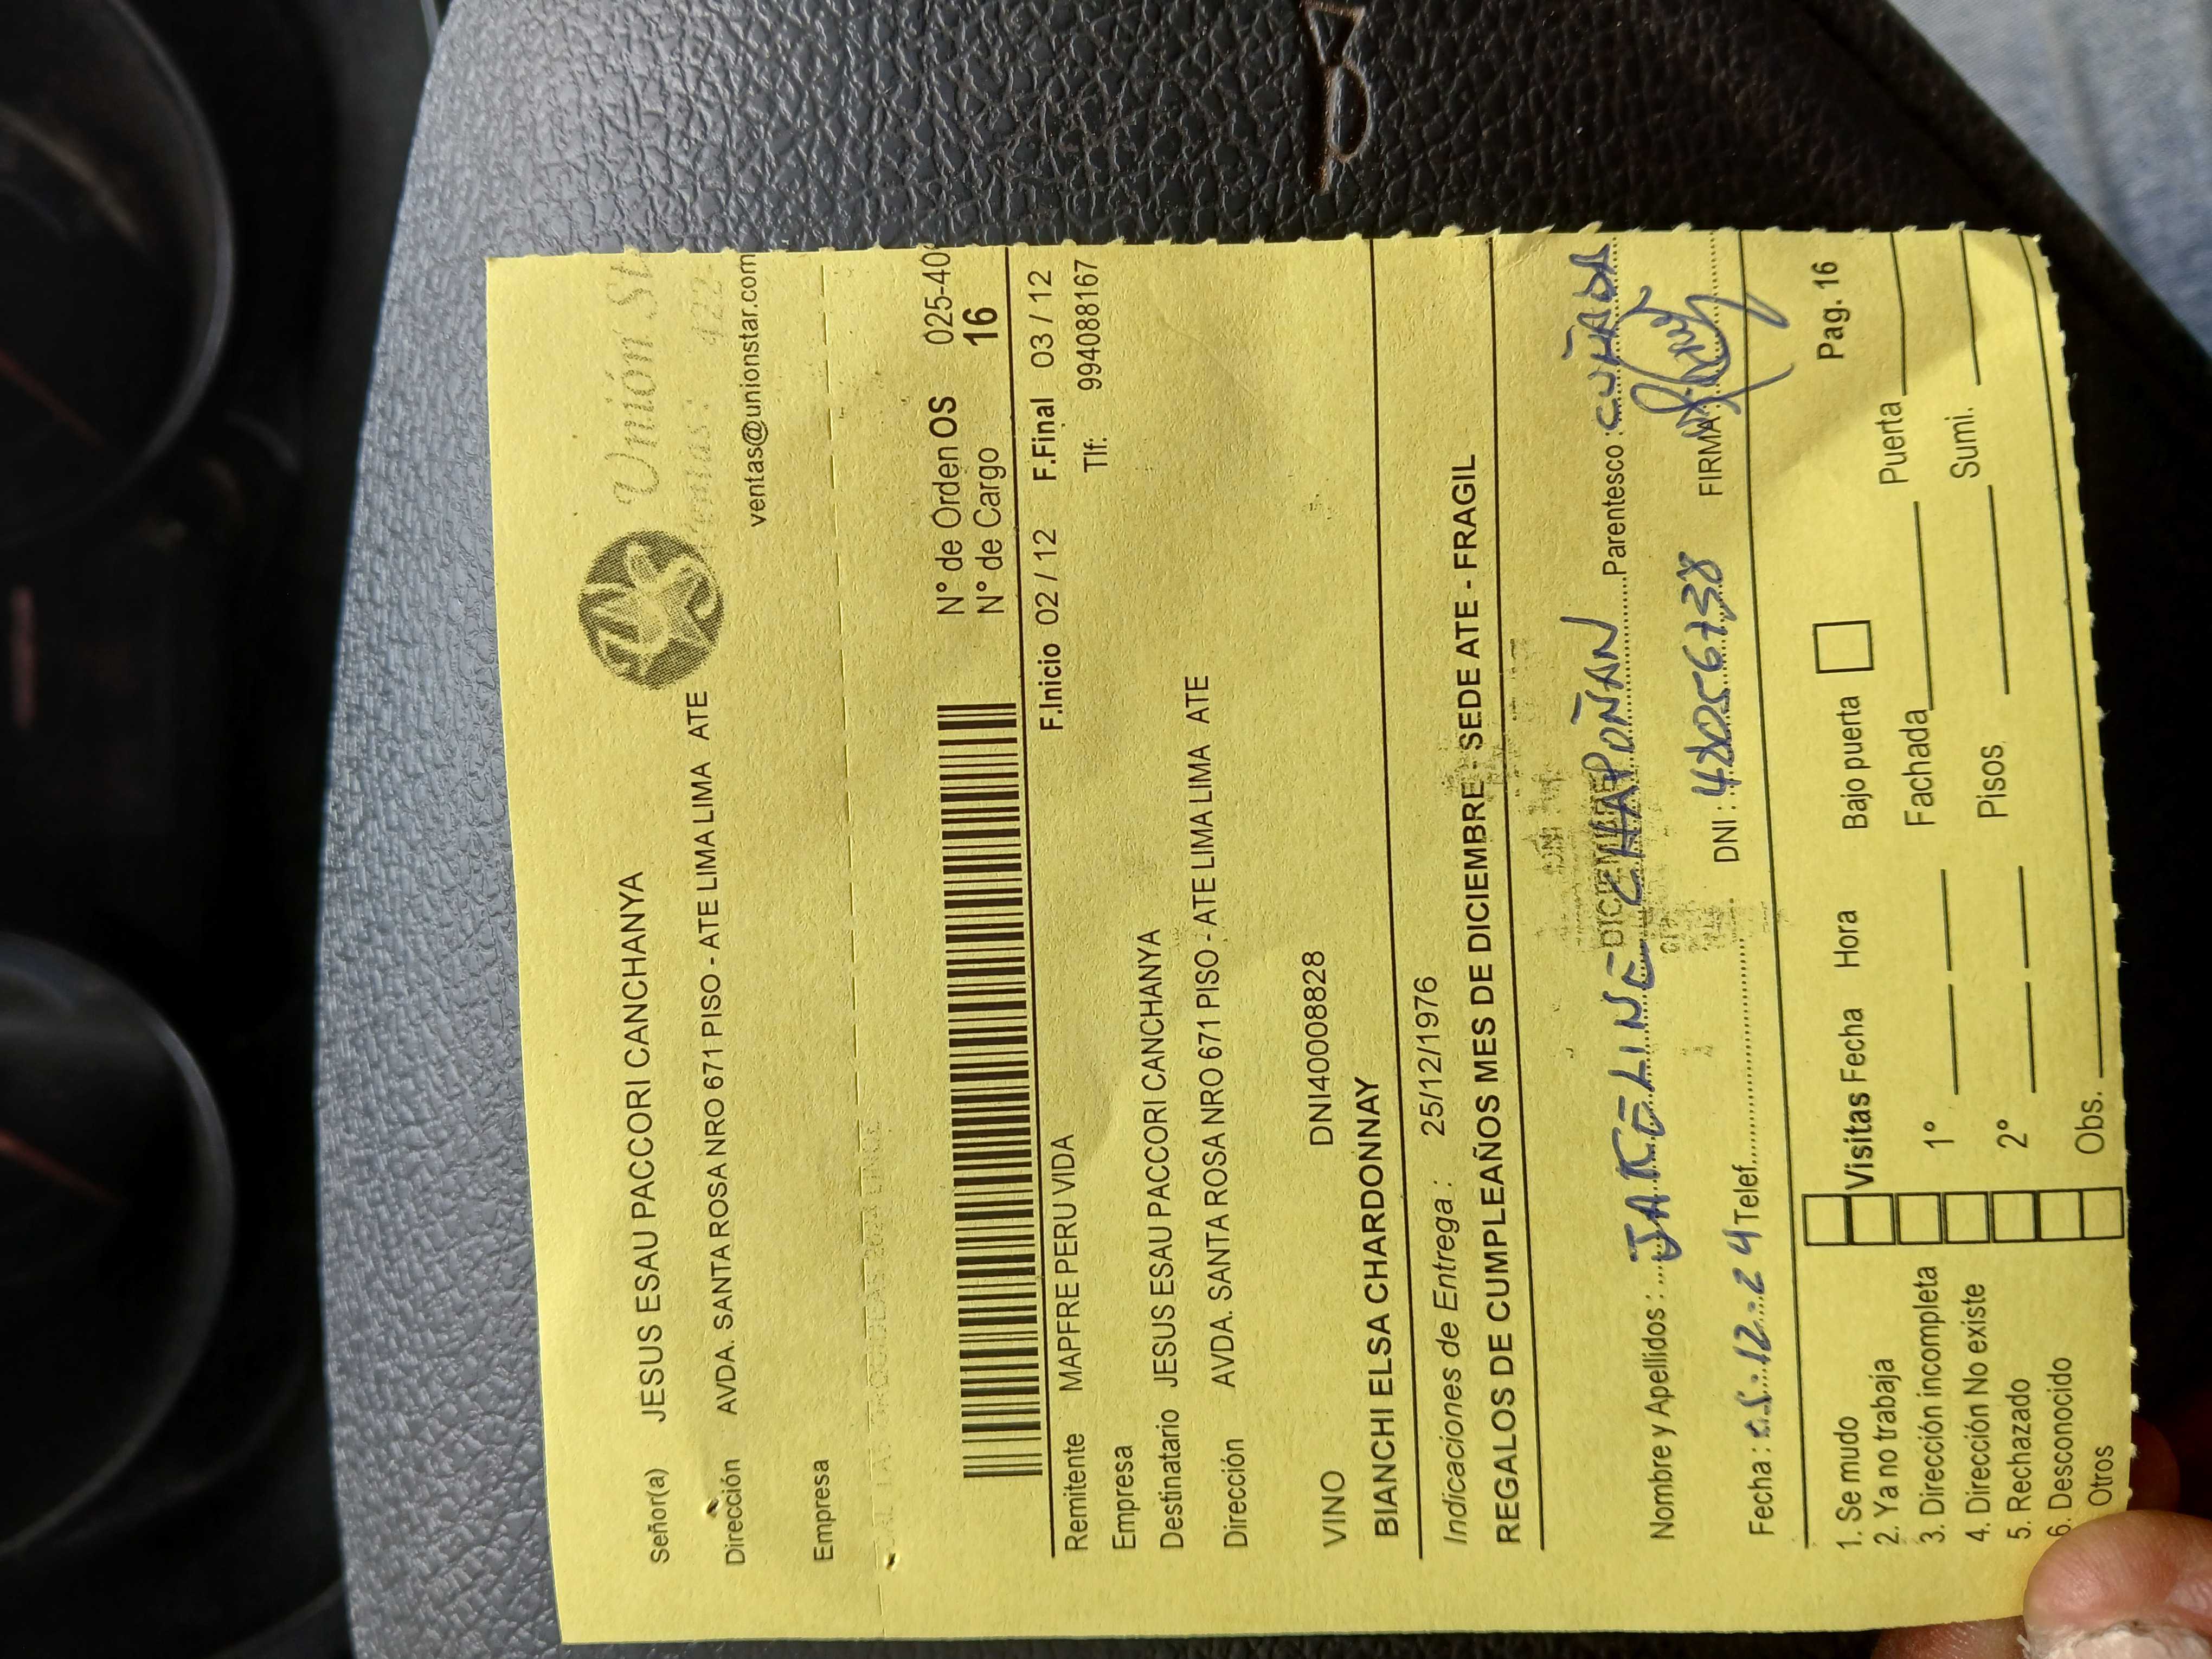 Señor(a) JESUS ESAU PACCORI CANCHANYA
Unión
Dirección AVDA. SANTA ROSA NRO 671 PISO - ATE LIMA LIMA ATE
ventas@unionstar.com
Empresa
N° de Orden OS 025-40
N° de Cargo 16
F.Inicio 02 / 12 F.Final 03 / 12
Remitente MAPFRE PERU VIDA Tlf: 994088167
Empresa
Destinatario JESUS ESAU PACCORI CANCHANYA
Dirección AVDA. SANTA ROSA NRO 671 PISO - ATE LIMA LIMA ATE
VINO DNI40008828
BIANCHI ELSA CHARDONNAY
Indicaciones de Entrega : 25/12/1976
REGALOS DE CUMPLEAÑOS MES DE DICIEMBRE - SEDE ATE - FRAGIL
Nombre y Apellidos : JAKELINE CHAPOÑAN Parentesco : CUÑADA
Fecha : 05.12.24 Telef. DNI : FIRMA
1. Se mudo
2. Ya no trabaja
3. Dirección incompleta
4. Dirección No existe
5. Rechazado
6. Desconocido
Otros
Visitas Fecha Hora Bajo puerta Pag. 16
1° Fachada Puerta
2° Pisos Sumi.
Obs.